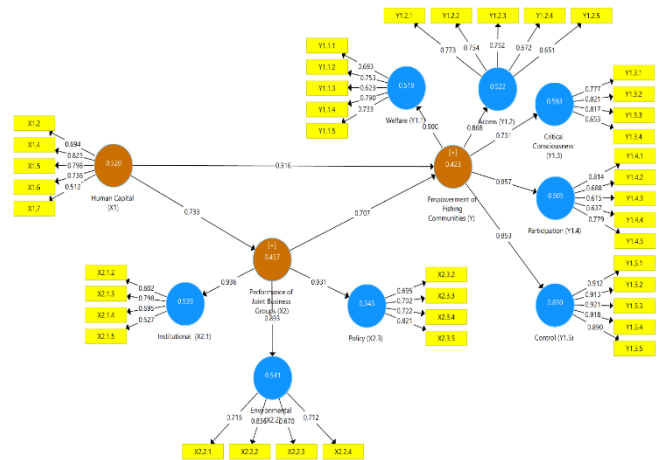 Y1.2.1
Y1.2.2
Y1.2.3
Y1.2.4
Y1.2.5
0.773
0.754
0.752
0.672
0.651
Y1.1.1
Y1.1.2
Y1.1.3
Y1.1.4
Y1.1.5
0.693
0.753
0.623
0.790
0.733
0.519
Welfare (Y1.1)
0.522
Access (Y1.2)
0.593
Critical
Consciousness
(Y1.3)
0.777
0.821
0.817
0.653
Y1.3.1
Y1.3.2
Y1.3.3
Y1.3.4
0.900
0.868
0.731
0.857
0.853
X1.2
X1.4
X1.5
X1.6
X1.7
0.694
0.823
0.798
0.736
0.512
0.520
Human Capital
(X1)
0.316
[+]
0.423
Empowerment of
Fishing
Communities (Y)
0.505
Participation (Y1.4)
0.814
0.688
0.615
0.637
0.779
Y1.4.1
Y1.4.2
Y1.4.3
Y1.4.4
Y1.4.5
0.733
0.707
[+]
0.457
Performance of
Joint Business
Groups (X2)
0.936
0.931
0.893
X2.1.2
X2.1.3
X2.1.4
X2.1.5
0.802
0.798
0.695
0.527
0.539
Institutional (X2.1)
0.543
Policy (X2.3)
0.695
0.702
0.722
0.821
X2.3.2
X2.3.3
X2.3.4
X2.3.5
0.830
Control (Y1.5)
0.912
0.913
0.921
0.918
0.890
Y1.5.1
Y1.5.2
Y1.5.3
Y1.5.4
Y1.5.5
0.541
Environmental
(X2.2)
0.715
0.836
0.670
0.712
X2.2.1
X2.2.2
X2.2.3
X2.2.4